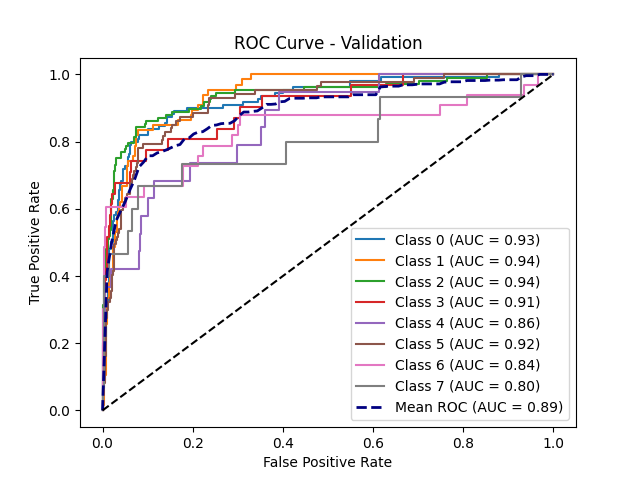 ROC Curve - Validation
True Positive Rate
1.0
0.8
0.6
0.4
0.2
0.0
Class 0 (AUC = 0.93)
Class 1 (AUC = 0.94)
Class 2 (AUC = 0.94)
Class 3 (AUC = 0.91)
Class 4 (AUC = 0.86)
Class 5 (AUC = 0.92)
Class 6 (AUC = 0.84)
Class 7 (AUC = 0.80)
Mean ROC (AUC = 0.89)
0.0 0.2 0.4 0.6 0.8 1.0
False Positive Rate